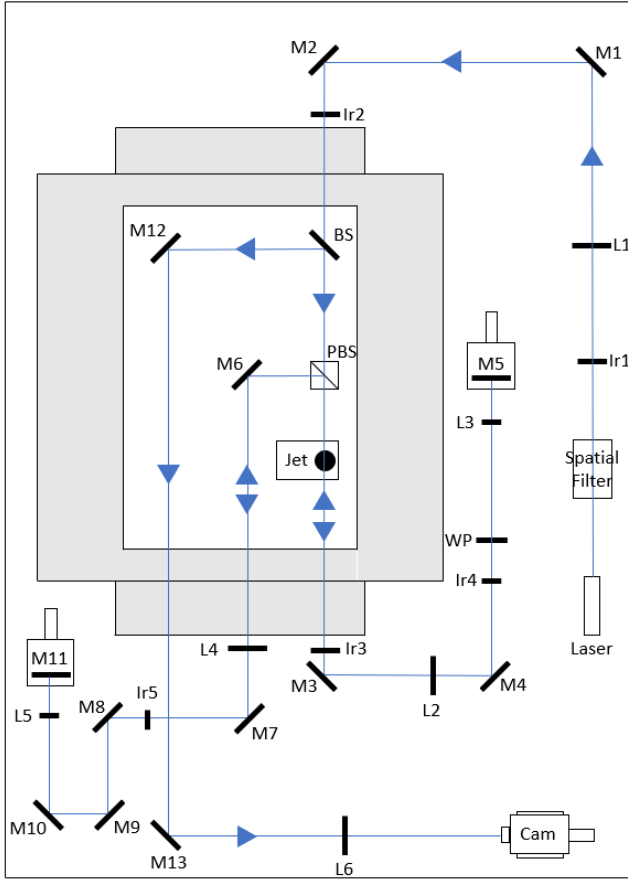 M2
M1
Ir2
M12
BS
L1
PBS
M6
M5
Ir1
L3
Jet
Spatial
Filter
WP
Ir4
Laser
M11
L4
Ir3
M3
M4
L5
M8
Ir5
L2
M7
M10
M9
M13
Cam
L6